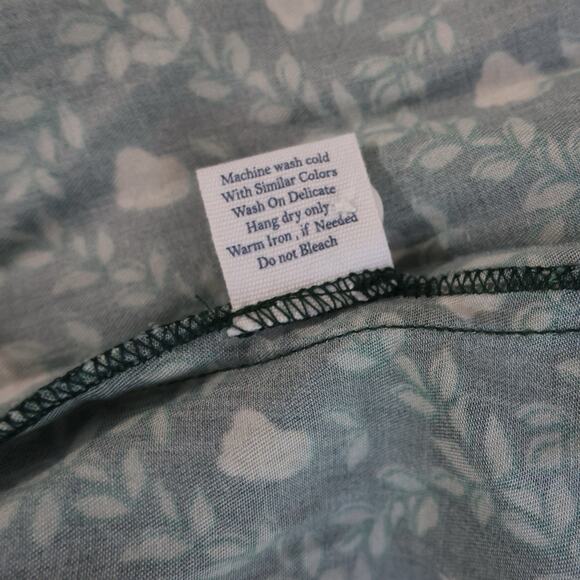 Machine wash cold
With Similar Colors
Wash On Delicate
Hang dry only
Warm Iron , if Needed
Do not Bleach